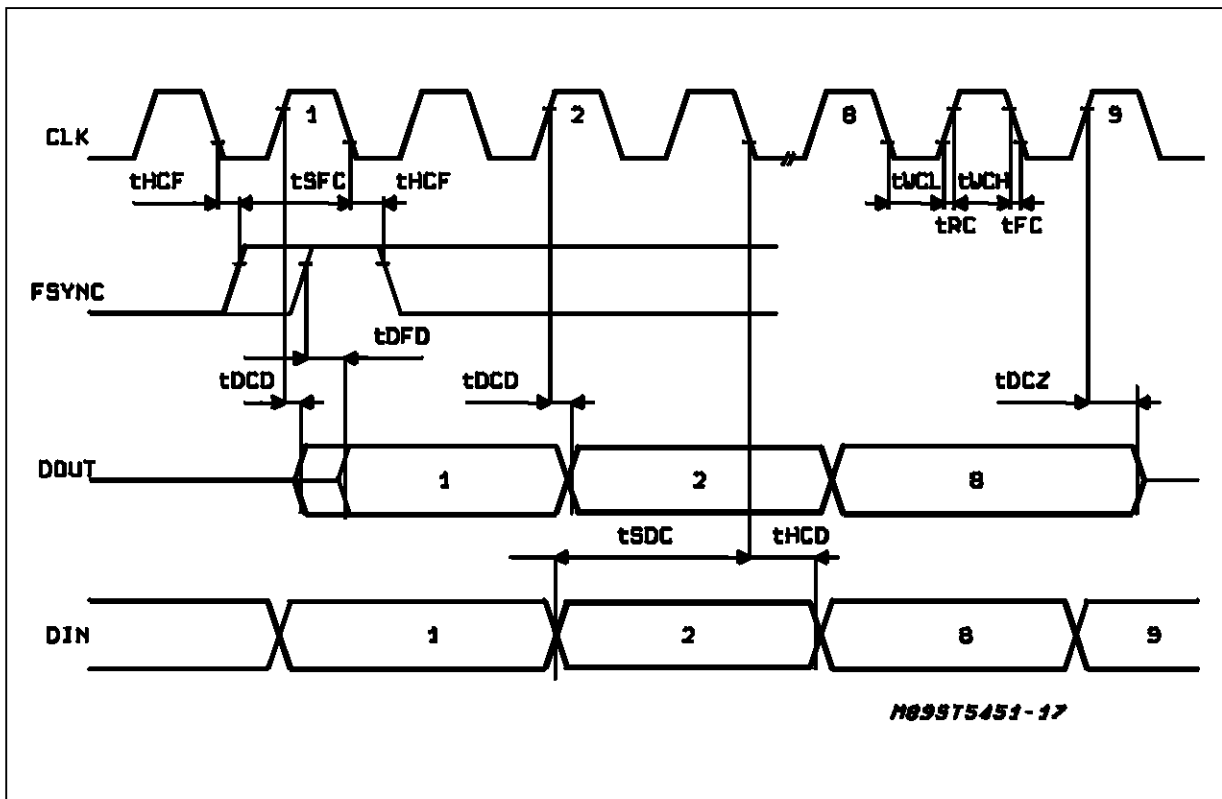 CLK 1 2 8 9
tHCF tSFC tHCF tWCL tWCH
tRC tFC
FSYNC
tDFD
tDCD tDCD tDCZ
DOUT 1 2 8
tSDC tHCD
DIN 1 2 8 9
M89ST5451-17